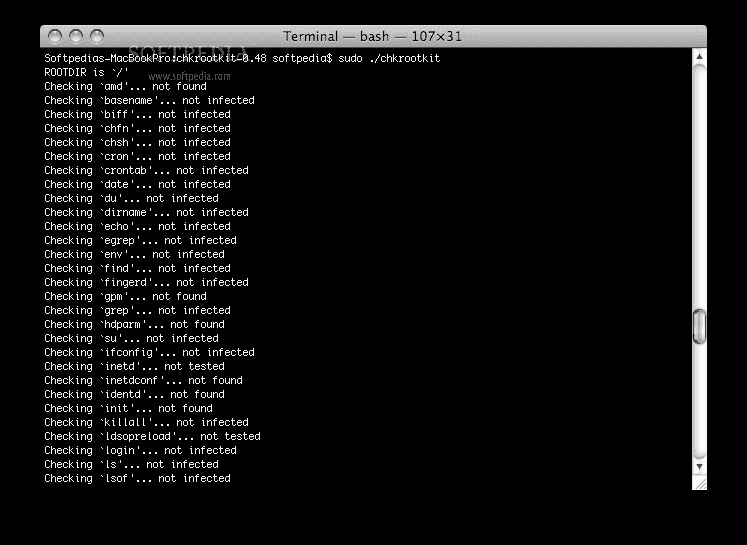 Terminal — bash — 107×31
SOFTPEDIA
www.softpedia.com
Softpedias-MacBookPro:chkrootkit-0.48 softpedia$ sudo ./chkrootkit
ROOTDIR is `/'
Checking `amd'... not found
Checking `basename'... not infected
Checking `biff'... not infected
Checking `chfn'... not infected
Checking `chsh'... not infected
Checking `cron'... not infected
Checking `crontab'... not infected
Checking `date'... not infected
Checking `du'... not infected
Checking `dirname'... not infected
Checking `echo'... not infected
Checking `egrep'... not infected
Checking `env'... not infected
Checking `find'... not infected
Checking `fingerd'... not infected
Checking `gpm'... not found
Checking `grep'... not infected
Checking `hdparm'... not found
Checking `su'... not infected
Checking `ifconfig'... not infected
Checking `inetd'... not tested
Checking `inetdconf'... not found
Checking `identd'... not found
Checking `init'... not found
Checking `killall'... not infected
Checking `ldsopreload'... not tested
Checking `login'... not infected
Checking `ls'... not infected
Checking `lsof'... not infected